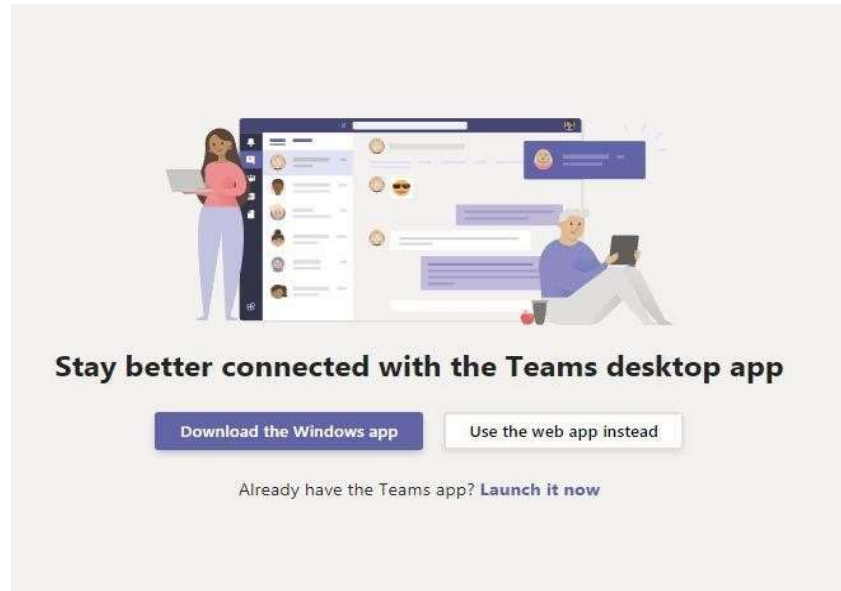 Stay better connected with the Teams desktop app
Download the Windows app
Use the web app instead
Already have the Teams app? Launch it now